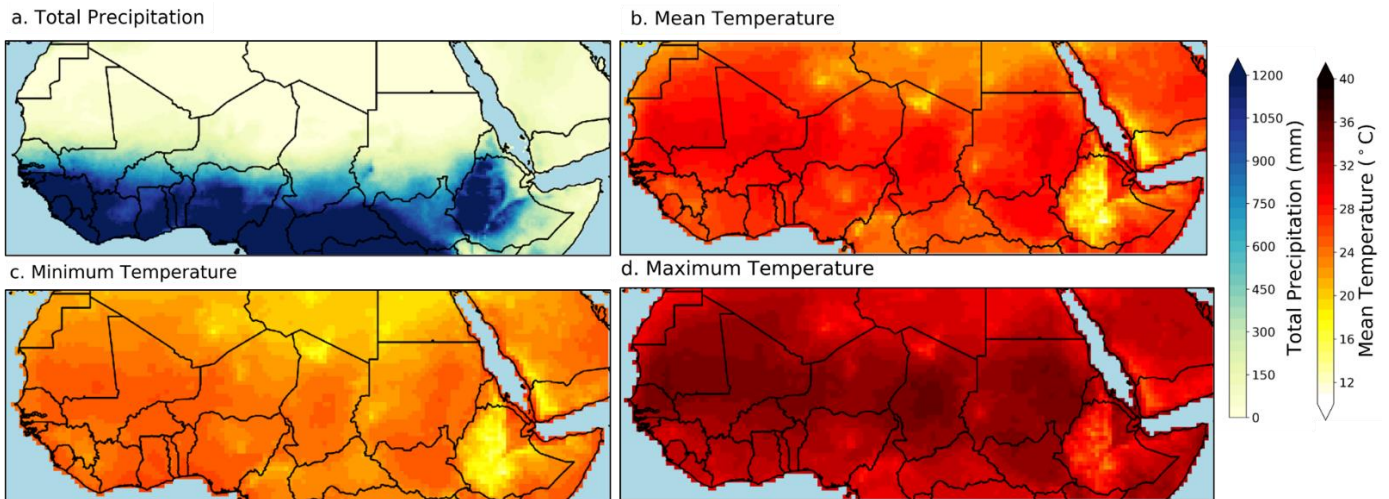 a. Total Precipitation
b. Mean Temperature
c. Minimum Temperature
d. Maximum Temperature
1200
1050
900
750
600
450
300
150
0
Total Precipitation (mm)
40
36
32
28
24
20
16
12
Mean Temperature (°C)